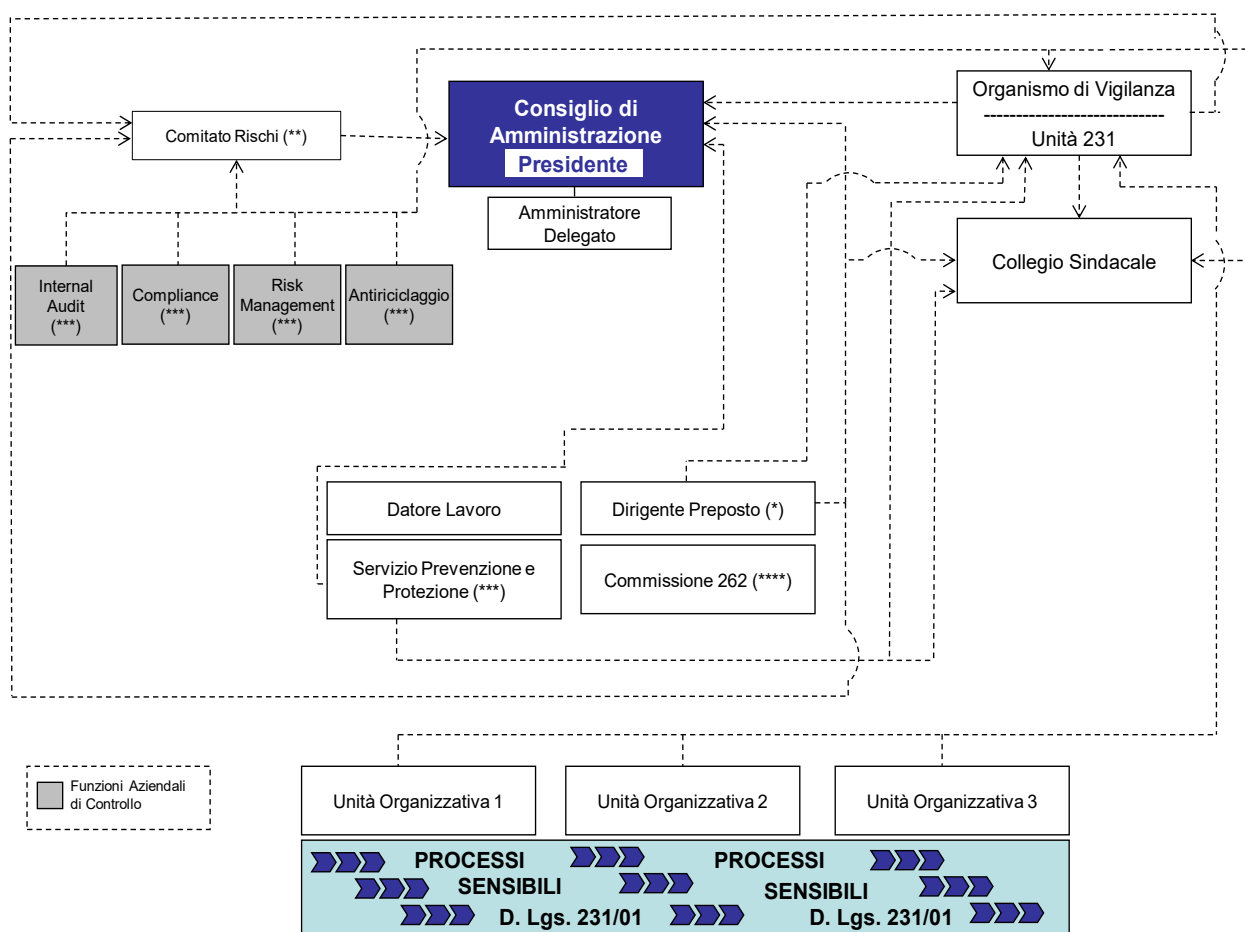 Consiglio di
Amministrazione
Presidente
Organismo di Vigilanza
Unità 231
Comitato Rischi (**)
Amministratore
Delegato
Collegio Sindacale
Internal
Audit
(***)
Compliance
(***)
Risk
Management
(***)
Antiriciclaggio
(***)
Datore Lavoro
Dirigente Preposto (*)
Servizio Prevenzione e
Protezione (***)
Commissione 262 (****)
Funzioni Aziendali
di Controllo
Unità Organizzativa 1
Unità Organizzativa 2
Unità Organizzativa 3
PROCESSI
SENSIBILI
D. Lgs. 231/01
PROCESSI
SENSIBILI
D. Lgs. 231/01